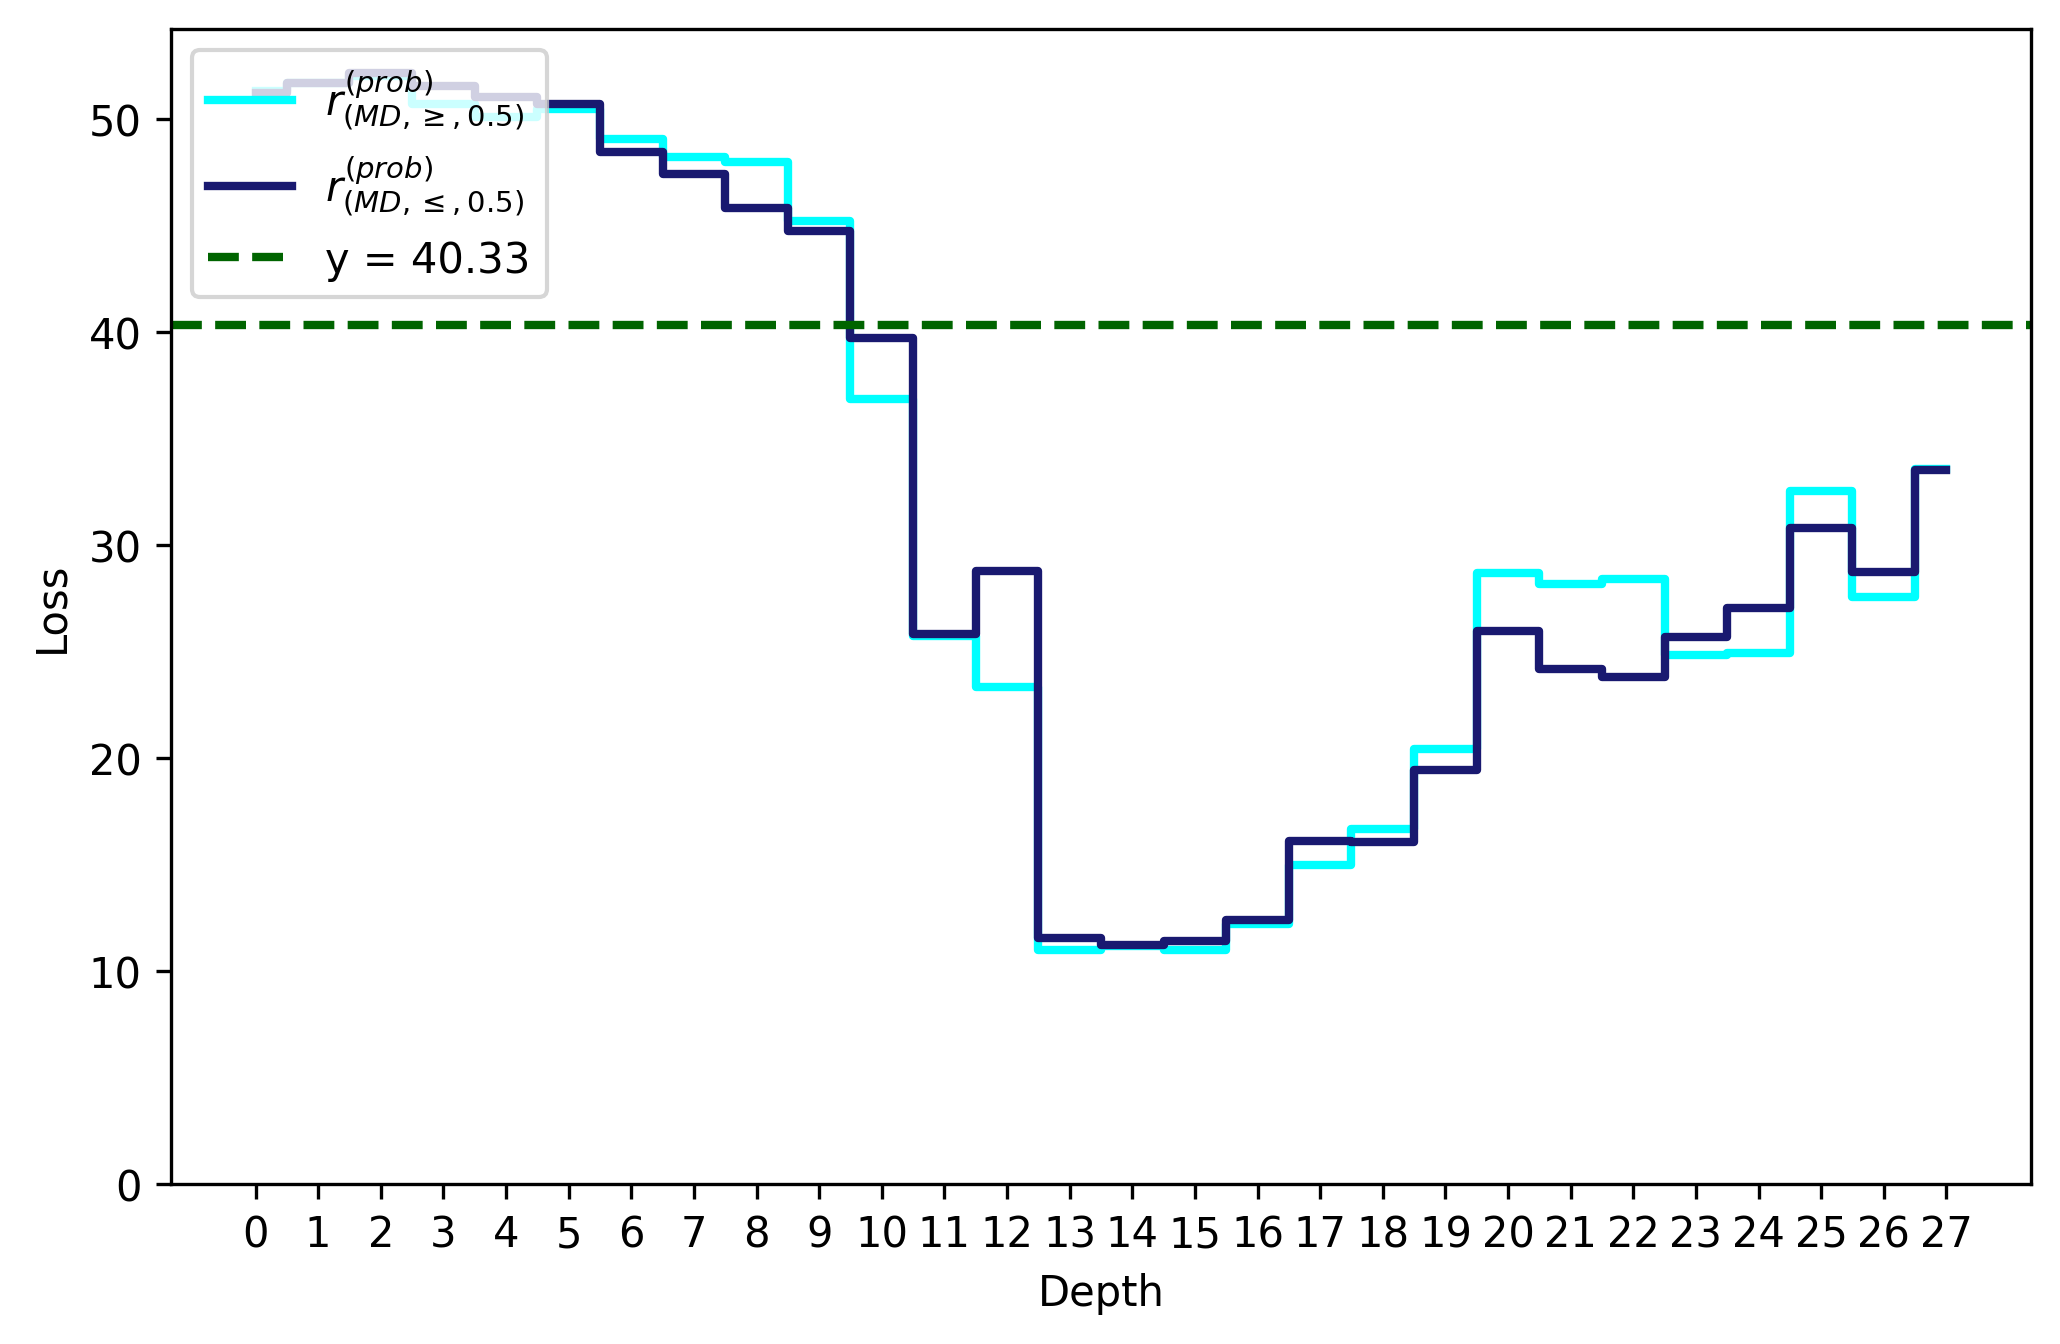 r^{(prob)}_{(MD, ≥, 0.5)}
r^{(prob)}_{(MD, ≤, 0.5)}
y = 40.33
50
40
30
20
10
0
Loss
0 1 2 3 4 5 6 7 8 9 10 11 12 13 14 15 16 17 18 19 20 21 22 23 24 25 26 27
Depth